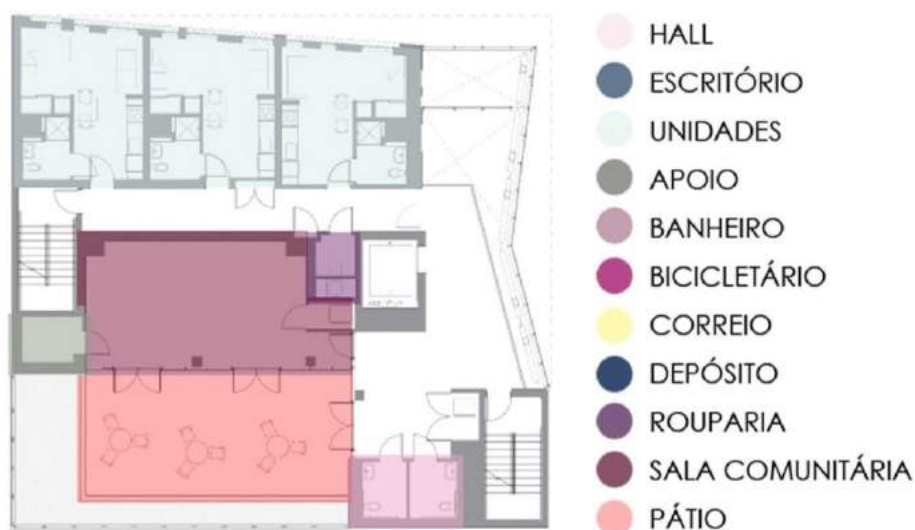 HALL
ESCRITÓRIO
UNIDADES
APOIO
BANHEIRO
BICICLETÁRIO
CORREIO
DEPÓSITO
ROUPARIA
SALA COMUNITÁRIA
PÁTIO